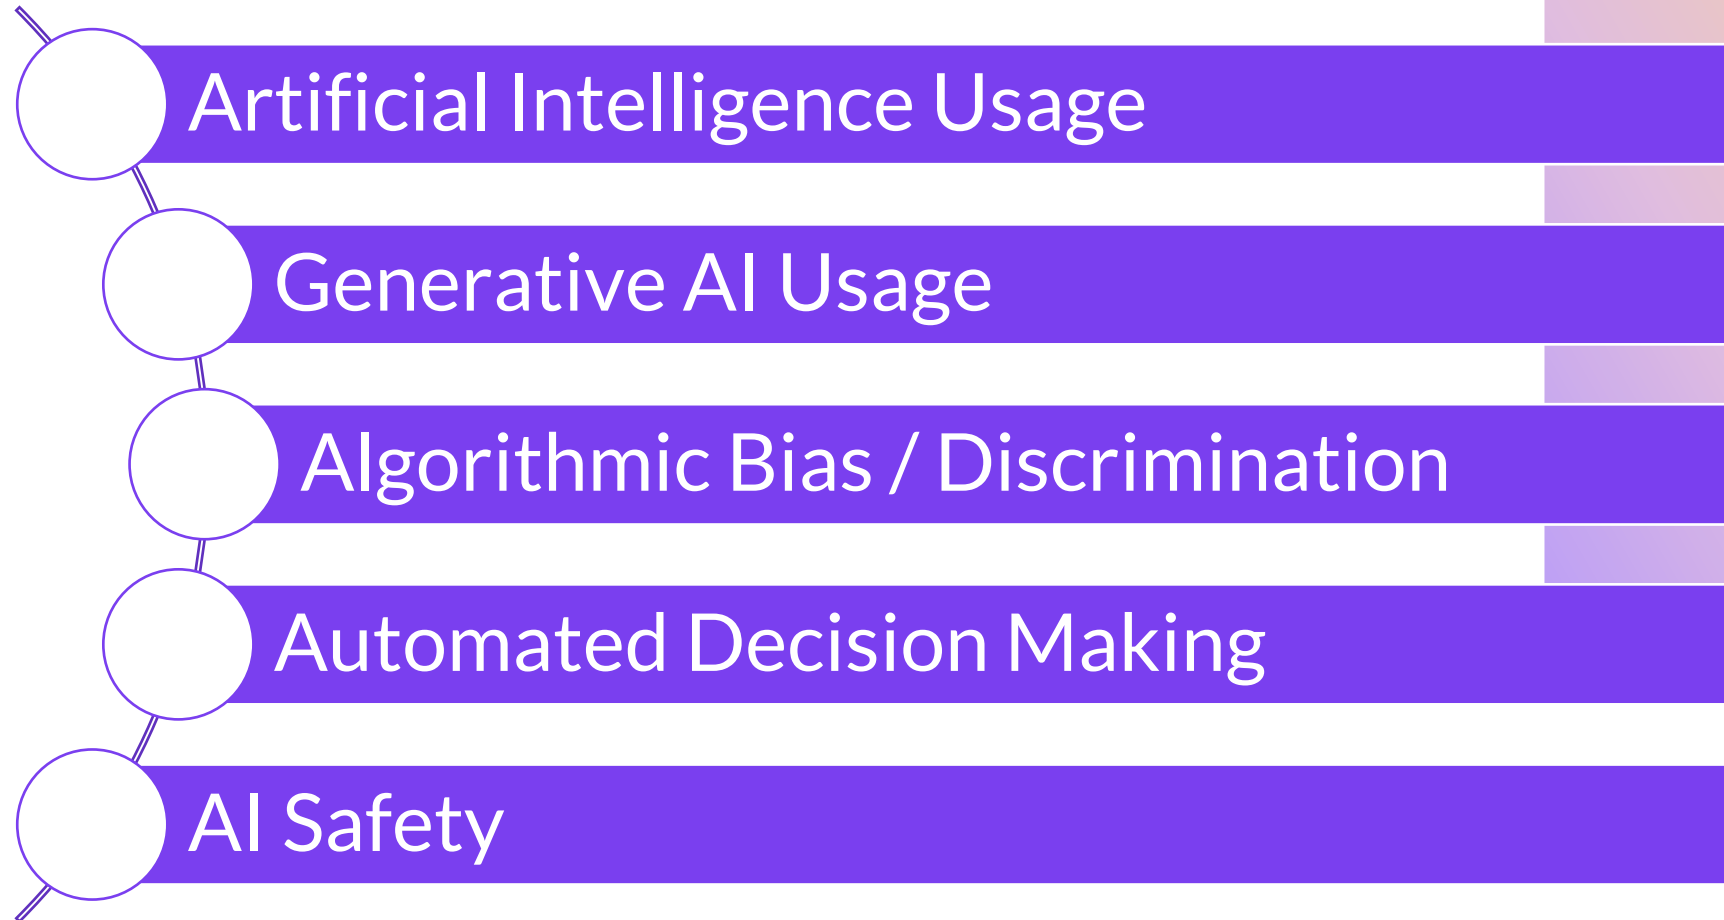 Artificial Intelligence Usage
Generative AI Usage
Algorithmic Bias / Discrimination
Automated Decision Making
AI Safety